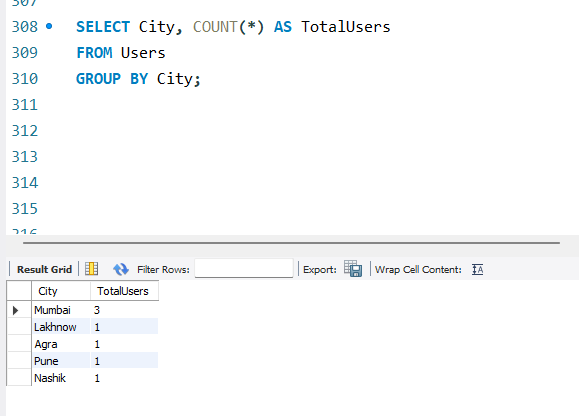 307
308 SELECT City, COUNT(*) AS TotalUsers
309 FROM Users
310 GROUP BY City;
311
312
313
314
315
316
Result Grid Filter Rows: Export: Wrap Cell Content:
City TotalUsers
Mumbai 3
Lakhnow 1
Agra 1
Pune 1
Nashik 1